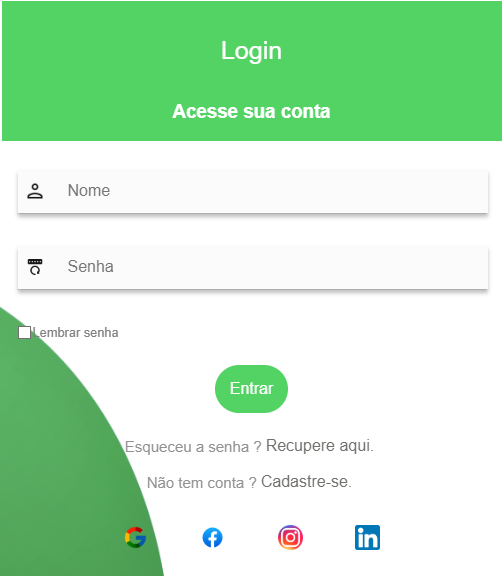 Login
Acesse sua conta
Nome
Senha
Lembrar senha
Entrar
Esqueceu a senha ? Recupere aqui.
Não tem conta ? Cadastre-se.